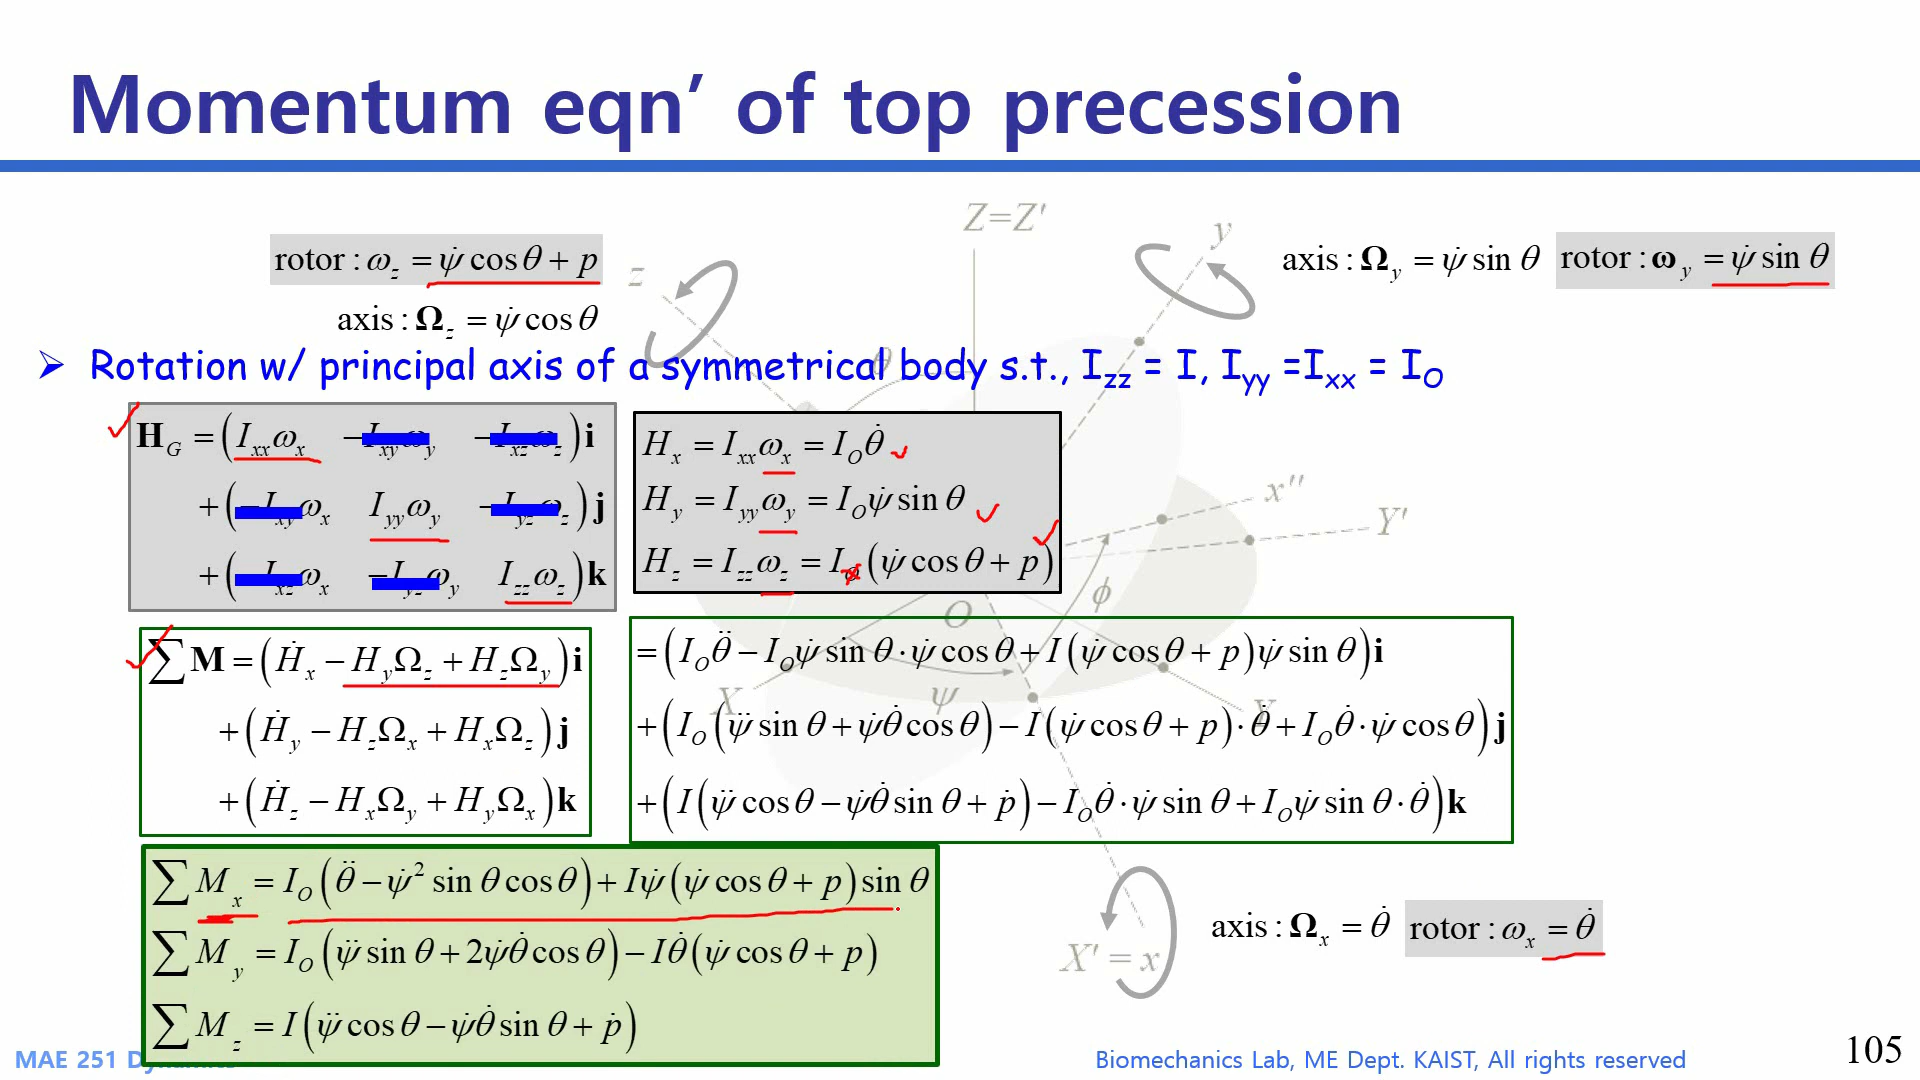 Momentum eqn’ of top precession
Z=Z'
rotor : ω_z = ψ̇ cos θ + p
z
y
axis : Ω_y = ψ̇ sin θ
rotor : ω_y = ψ̇ sin θ
axis : Ω_z = ψ̇ cos θ
θ
➢ Rotation w/ principal axis of a symmetrical body s.t., I_zz = I, I_yy =I_xx = I_O
H_G = (I_xx ω_x − I_xy ω_y − I_xz ω_z) i
+ (−I_xy ω_x I_yy ω_y − I_yz ω_z) j
+ (−I_xz ω_x − I_yz ω_y I_zz ω_z) k
H_x = I_xx ω_x = I_O θ̇
H_y = I_yy ω_y = I_O ψ̇ sin θ
H_z = I_zz ω_z = I (ψ̇ cos θ + p)
x''
Y'
O
ϕ
ψ
X
Y
∑ M = (Ḣ_x − H_y Ω_z + H_z Ω_y) i
+ (Ḣ_y − H_z Ω_x + H_x Ω_z) j
+ (Ḣ_z − H_x Ω_y + H_y Ω_x) k
= (I_O θ̈ − I_O ψ̇ sin θ · ψ̇ cos θ + I (ψ̇ cos θ + p) ψ̇ sin θ) i
+ (I_O (ψ̈ sin θ + ψ̇ θ̇ cos θ) − I (ψ̇ cos θ + p) · θ̇ + I_O θ̇ · ψ̇ cos θ) j
+ (I (ψ̈ cos θ − ψ̇ θ̇ sin θ + ṗ) − I_O θ̇ · ψ̇ sin θ + I_O ψ̇ sin θ · θ̇) k
∑ M_x = I_O (θ̈ − ψ̇² sin θ cos θ) + I ψ̇ (ψ̇ cos θ + p) sin θ
∑ M_y = I_O (ψ̈ sin θ + 2ψ̇ θ̇ cos θ) − I θ̇ (ψ̇ cos θ + p)
∑ M_z = I (ψ̈ cos θ − ψ̇ θ̇ sin θ + ṗ)
axis : Ω_x = θ̇
rotor : ω_x = θ̇
X' = x
MAE 251 Dynamics
Biomechanics Lab, ME Dept. KAIST, All rights reserved
105